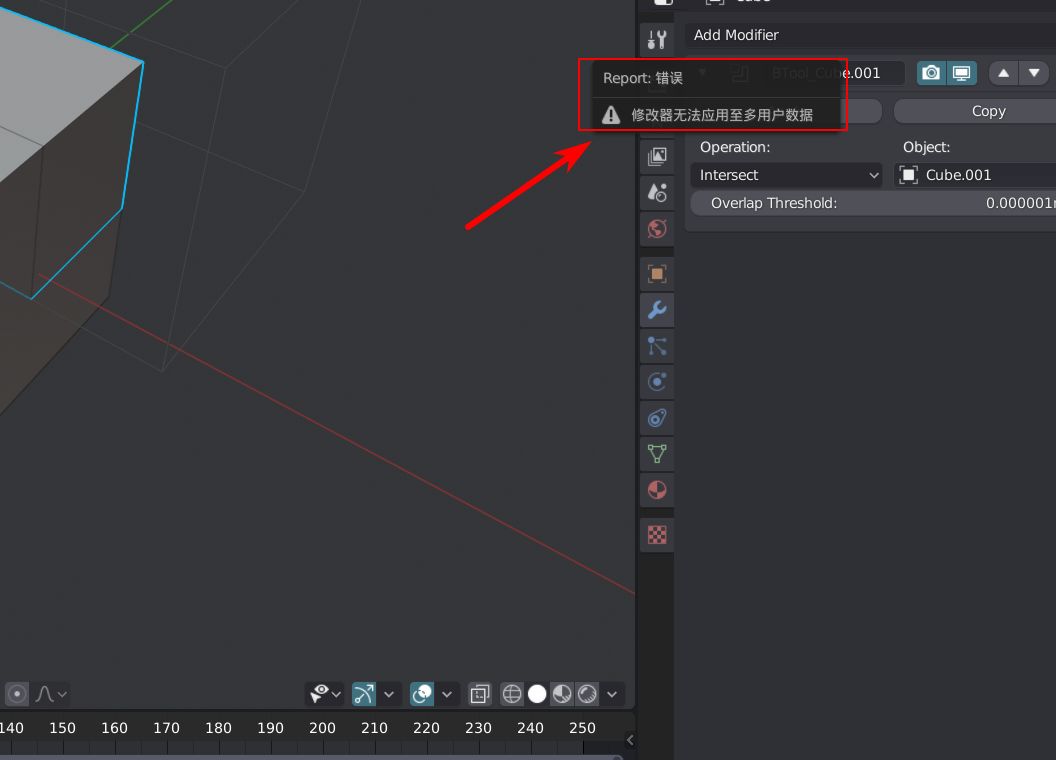 Cube
Add Modifier
Report: 错误
BTool_Cube.001
修改器无法应用至多用户数据
Copy
Operation:
Object:
Intersect
Cube.001
Overlap Threshold:
0.000001
140 150 160 170 180 190 200 210 220 230 240 250